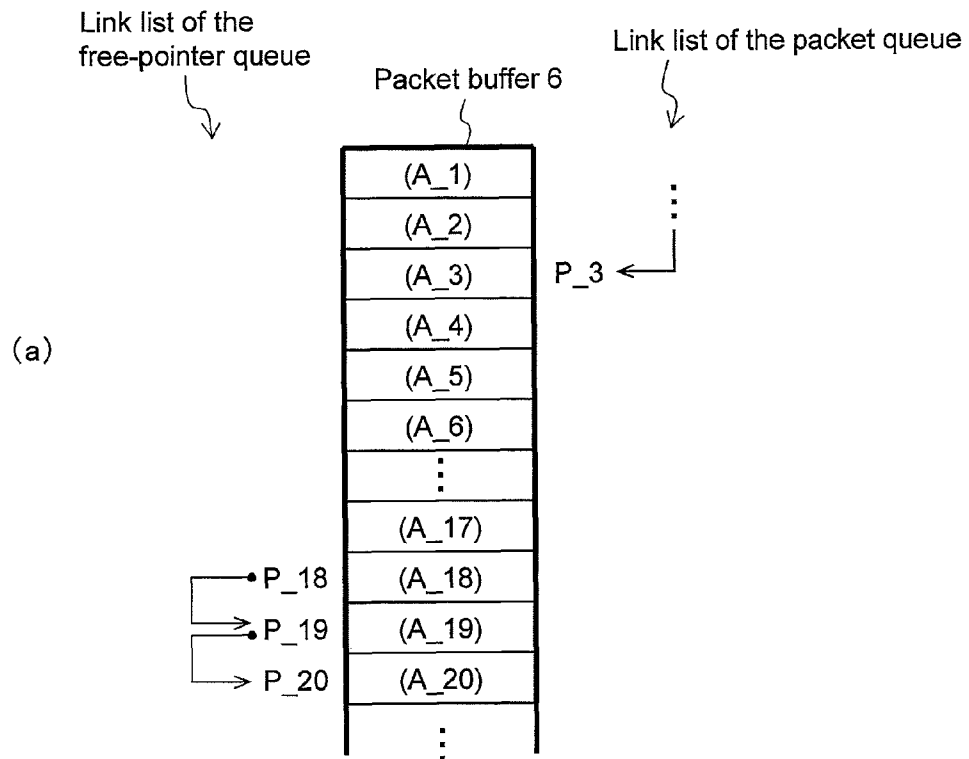 Link list of the
free-pointer queue
Link list of the packet queue
Packet buffer 6
(A_1)
(A_2)
(A_3)
P_3
(A_4)
(a)
(A_5)
(A_6)
(A_17)
P_18
(A_18)
P_19
(A_19)
P_20
(A_20)